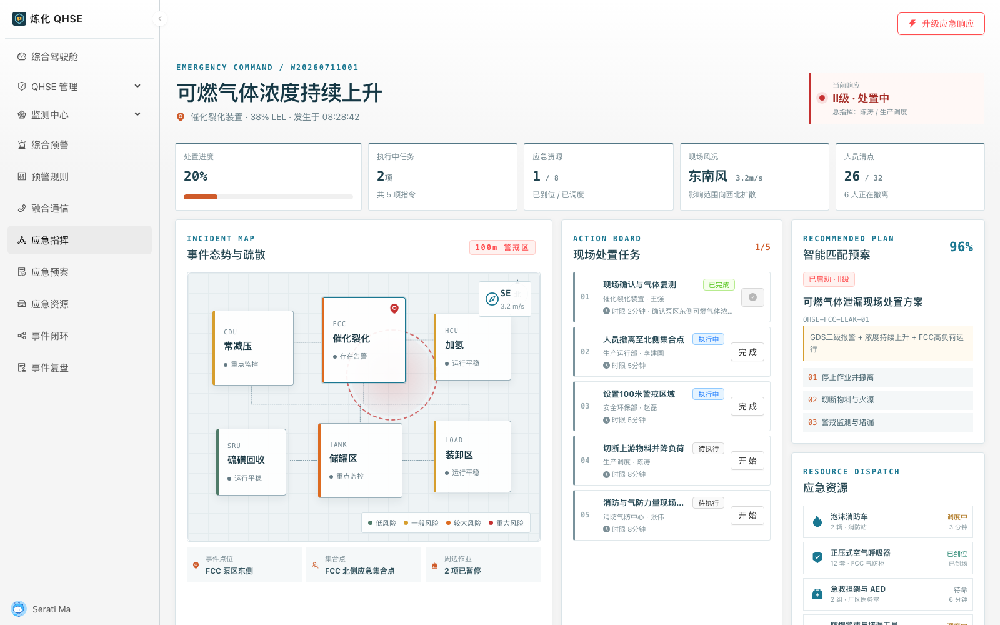 炼化 QHSE
综合驾驶舱
QHSE 管理
监测中心
综合预警
预警规则
融合通信
应急指挥
应急预案
应急资源
事件闭环
事件复盘
Serati Ma
升级应急响应
EMERGENCY COMMAND / W20260711001
可燃气体浓度持续上升
催化裂化装置 · 38% LEL · 发生于 08:28:42
当前响应
II级 · 处置中
总指挥：陈涛 / 生产调度
处置进度
20%
执行中任务
2项
共 5 项指令
应急资源
1 / 8
已到位 / 已调度
现场风况
东南风 3.2m/s
影响范围向西北扩散
人员清点
26 / 32
6 人正在撤离
INCIDENT MAP
事件态势与疏散
100m 警戒区
北
SE
3.2 m/s
CDU
常减压
重点监控
FCC
催化裂化
存在告警
HCU
加氢
运行平稳
SRU
硫磺回收
运行平稳
TANK
储罐区
重点监控
LOAD
装卸区
运行平稳
低风险 一般风险 较大风险 重大风险
事件点位
FCC 泵区东侧
集合点
FCC 北侧应急集合点
周边作业
2 项已暂停
ACTION BOARD
现场处置任务
1/5
01
现场确认与气体复测 已完成
催化裂化装置 · 王强
时限 2分钟 · 确认泵区东侧可燃气体浓...
02
人员撤离至北侧集合点 执行中
生产运行部 · 李建国
时限 5分钟
完 成
03
设置100米警戒区域 执行中
安全环保部 · 赵磊
时限 5分钟
完 成
04
切断上游物料并降负荷 待执行
生产调度 · 陈涛
时限 8分钟
开 始
05
消防与气防力量现场... 待执行
消防气防中心 · 张伟
时限 8分钟
开 始
RECOMMENDED PLAN
智能匹配预案
96%
已启动 · II级
可燃气体泄漏现场处置方案
QHSE-FCC-LEAK-01
GDS二级报警 + 浓度持续上升 + FCC高负荷运
行
01 停止作业并撤离
02 切断物料与火源
03 警戒监测与堵漏
RESOURCE DISPATCH
应急资源
泡沫消防车 调度中
2 辆 · 消防站 3 分钟
正压式空气呼吸器 已到位
12 套 · FCC 气防柜 已到场
急救担架与 AED 待命
2 组 · 厂区医务室 6 分钟
防爆警戒与堵漏工具 调度中